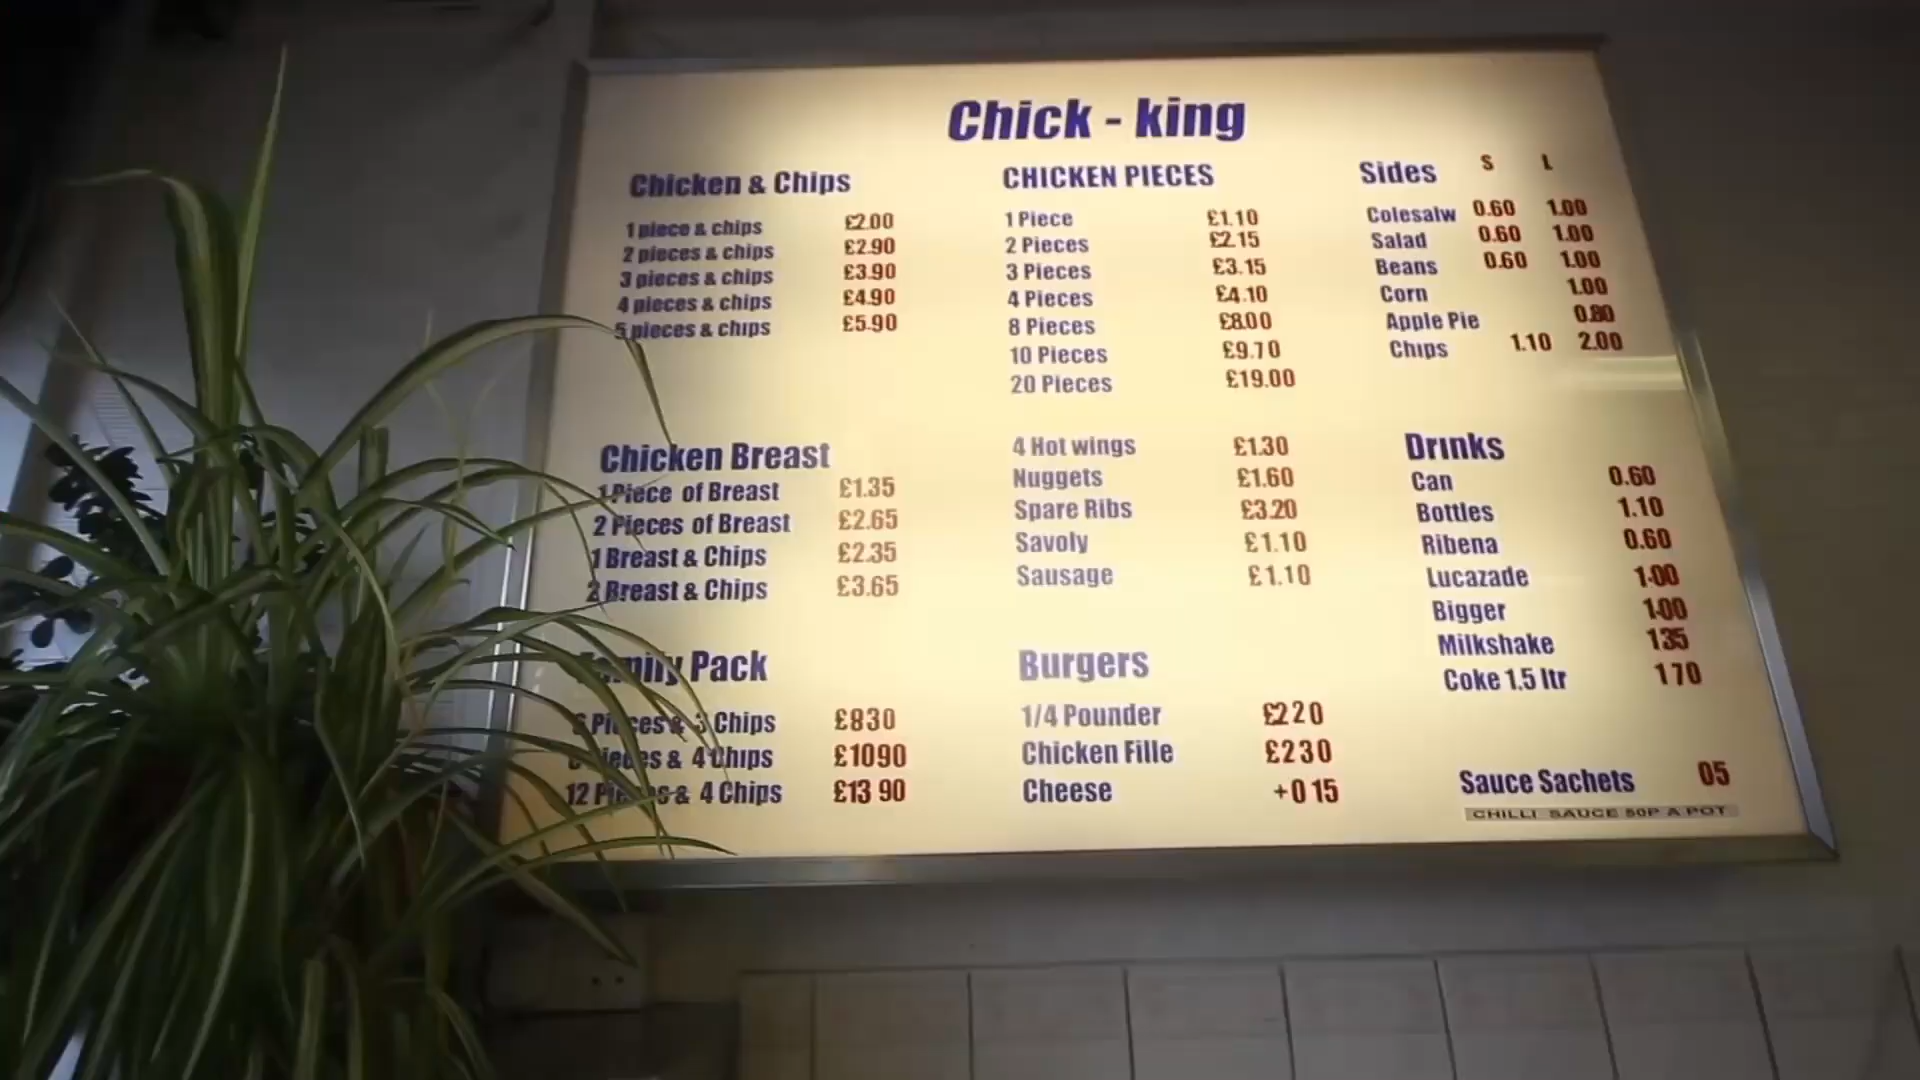 Chick - king
Chicken & Chips
1 piece & chips £2.00
2 pieces & chips £2.90
3 pieces & chips £3.90
4 pieces & chips £4.90
5 pieces & chips £5.90
Chicken Breast
1 Piece of Breast £1.35
2 Pieces of Breast £2.65
1 Breast & Chips £2.35
2 Breast & Chips £3.65
Family Pack
6 Pieces & 3 Chips £830
Pieces & 4 Chips £1090
12 Pieces & 4 Chips £13 90
CHICKEN PIECES
1 Piece £1.10
2 Pieces £2.15
3 Pieces £3.15
4 Pieces £4.10
8 Pieces £8.00
10 Pieces £9.70
20 Pieces £19.00
4 Hot wings £1.30
Nuggets £1.60
Spare Ribs £3.20
Savoly £1.10
Sausage £1.10
Burgers
1/4 Pounder £220
Chicken Fille £230
Cheese +0 15
Sides S L
Colesalw 0.60 1.00
Salad 0.60 1.00
Beans 0.60 1.00
Corn 1.00
Apple Pie 0.80
Chips 1.10 2.00
Drinks
Can 0.60
Bottles 1.10
Ribena 0.60
Lucazade 1.00
Bigger 1.00
Milkshake 135
Coke 1.5 ltr 170
Sauce Sachets 05
CHILLI SAUCE 50P A POT